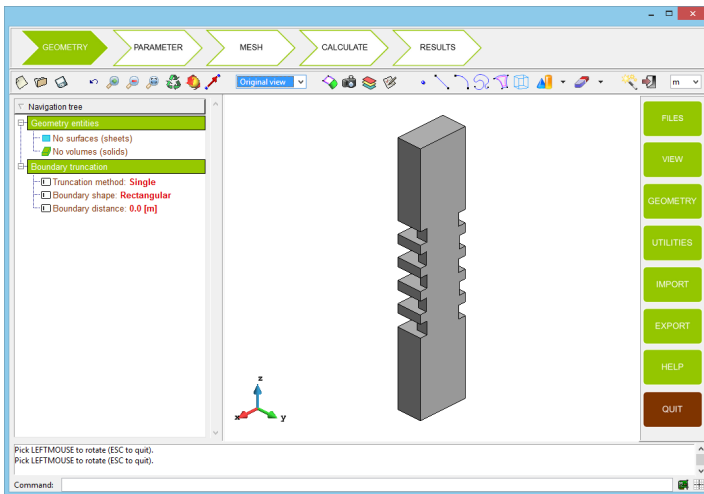 GEOMETRY
PARAMETER
MESH
CALCULATE
RESULTS
Original view
m
Navigation tree
Geometry entities
No surfaces (sheets)
No volumes (solids)
Boundary truncation
Truncation method: Single
Boundary shape: Rectangular
Boundary distance: 0.0 [m]
z
x
y
FILES
VIEW
GEOMETRY
UTILITIES
IMPORT
EXPORT
HELP
QUIT
Pick LEFTMOUSE to rotate (ESC to quit).
Pick LEFTMOUSE to rotate (ESC to quit).
Command: